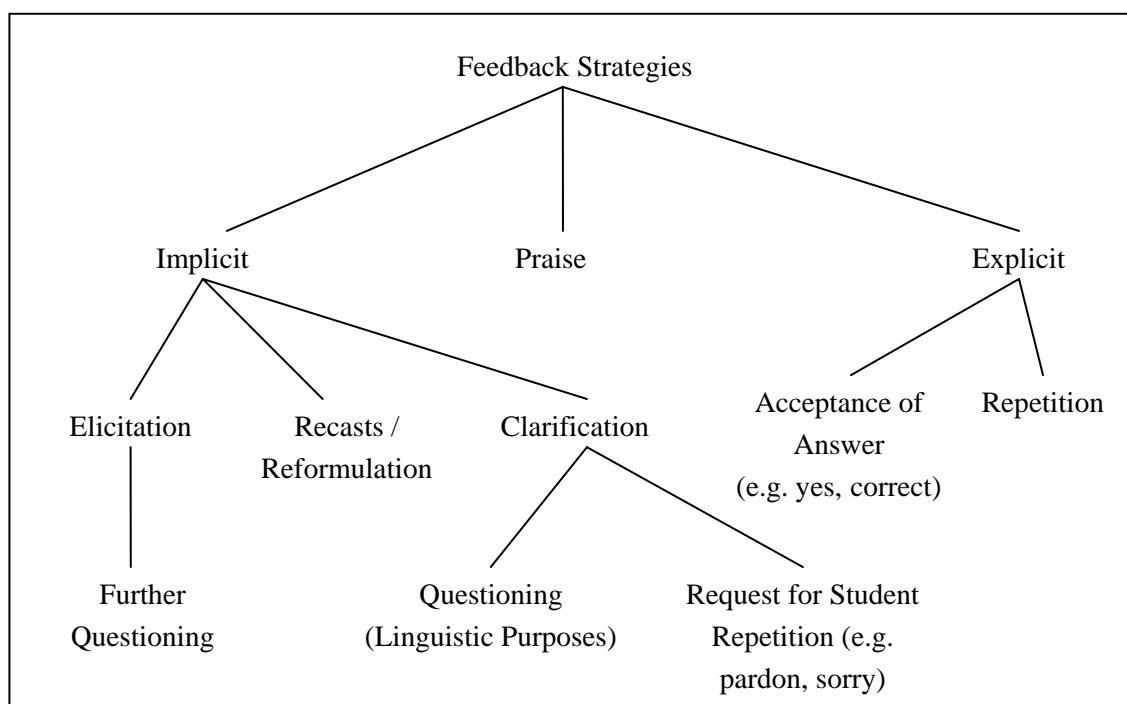 Feedback Strategies
Implicit
Praise
Explicit
Elicitation
Recasts /
Reformulation
Clarification
Acceptance of
Answer
(e.g. yes, correct)
Repetition
Further
Questioning
Questioning
(Linguistic Purposes)
Request for Student
Repetition (e.g.
pardon, sorry)